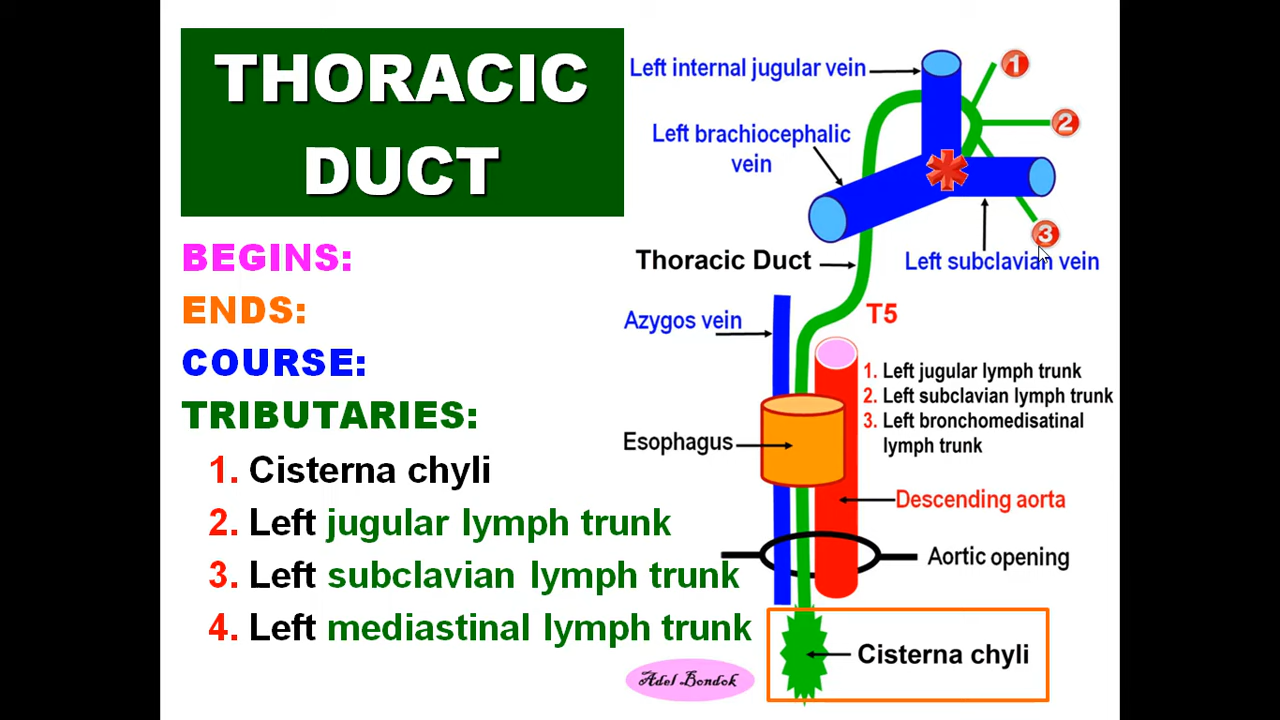 THORACIC
DUCT
BEGINS:
ENDS:
COURSE:
TRIBUTARIES:
1. Cisterna chyli
2. Left jugular lymph trunk
3. Left subclavian lymph trunk
4. Left mediastinal lymph trunk
Left internal jugular vein
1
2
Left brachiocephalic
vein
3
Thoracic Duct
Left subclavian vein
T5
Azygos vein
1. Left jugular lymph trunk
2. Left subclavian lymph trunk
3. Left bronchomedisatinal
lymph trunk
Esophagus
Descending aorta
Aortic opening
Cisterna chyli
Adel Bondok